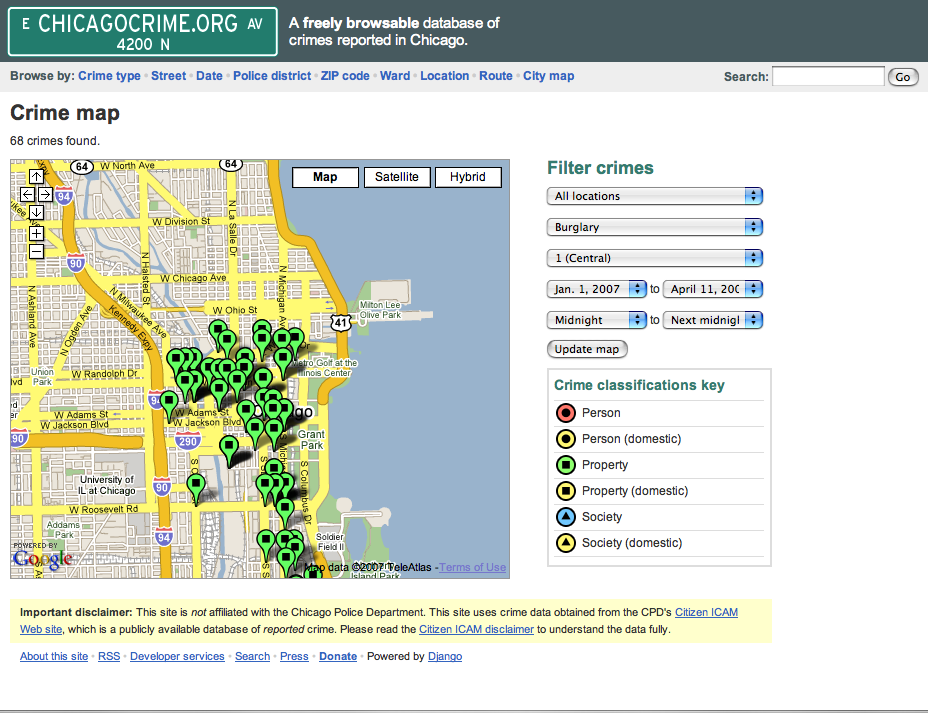 E CHICAGOCRIME.ORG AV
4200 N
A freely browsable database of
crimes reported in Chicago.
Browse by: Crime type • Street • Date • Police district • ZIP code • Ward • Location • Route • City map
Search:
Go
Crime map
68 crimes found.
Map
Satellite
Hybrid
64
W North Ave
64
94
W Division St
N La Salle Dr
90
N Halsted St
W Chicago Ave
N Michigan Ave
N Ashland Ave
N Milwaukee Ave
Kennedy Expy
N Ogden Ave
W Ohio St
Milton Lee
Olive Park
41
Golf at the
Illinois Center
Union
Park
W Randolph Dr
W Adams St
W Jackson Blvd
W Adams St
W Jackson Blvd
90
290
Grant
Park
University of
IL at Chicago
90
S Columbus Dr
W Roosevelt Rd
Addams
Park
94
Soldier
Field II
Island Park
POWERED BY
Google
Map data ©2007 TeleAtlas - Terms of Use
Filter crimes
All locations
Burglary
1 (Central)
Jan. 1, 2007 to April 11, 200
Midnight to Next midnigl
Update map
Crime classifications key
Person
Person (domestic)
Property
Property (domestic)
Society
Society (domestic)
Important disclaimer: This site is not affiliated with the Chicago Police Department. This site uses crime data obtained from the CPD's Citizen ICAM
Web site, which is a publicly available database of reported crime. Please read the Citizen ICAM disclaimer to understand the data fully.
About this site • RSS • Developer services • Search • Press • Donate • Powered by Django